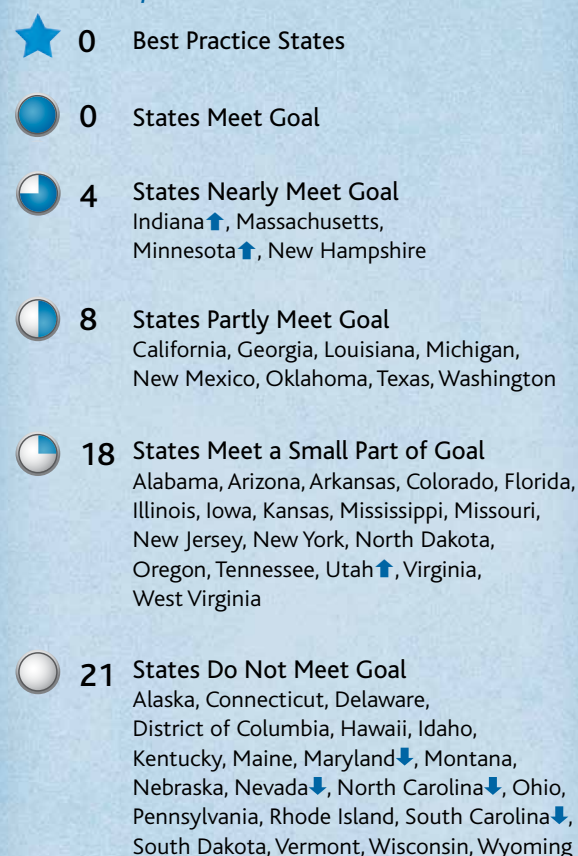 0 Best Practice States
0 States Meet Goal
4 States Nearly Meet Goal
Indiana⬆, Massachusetts,
Minnesota⬆, New Hampshire
8 States Partly Meet Goal
California, Georgia, Louisiana, Michigan,
New Mexico, Oklahoma, Texas, Washington
18 States Meet a Small Part of Goal
Alabama, Arizona, Arkansas, Colorado, Florida,
Illinois, Iowa, Kansas, Mississippi, Missouri,
New Jersey, New York, North Dakota,
Oregon, Tennessee, Utah⬆, Virginia,
West Virginia
21 States Do Not Meet Goal
Alaska, Connecticut, Delaware,
District of Columbia, Hawaii, Idaho,
Kentucky, Maine, Maryland⬇, Montana,
Nebraska, Nevada⬇, North Carolina⬇, Ohio,
Pennsylvania, Rhode Island, South Carolina⬇,
South Dakota, Vermont, Wisconsin, Wyoming